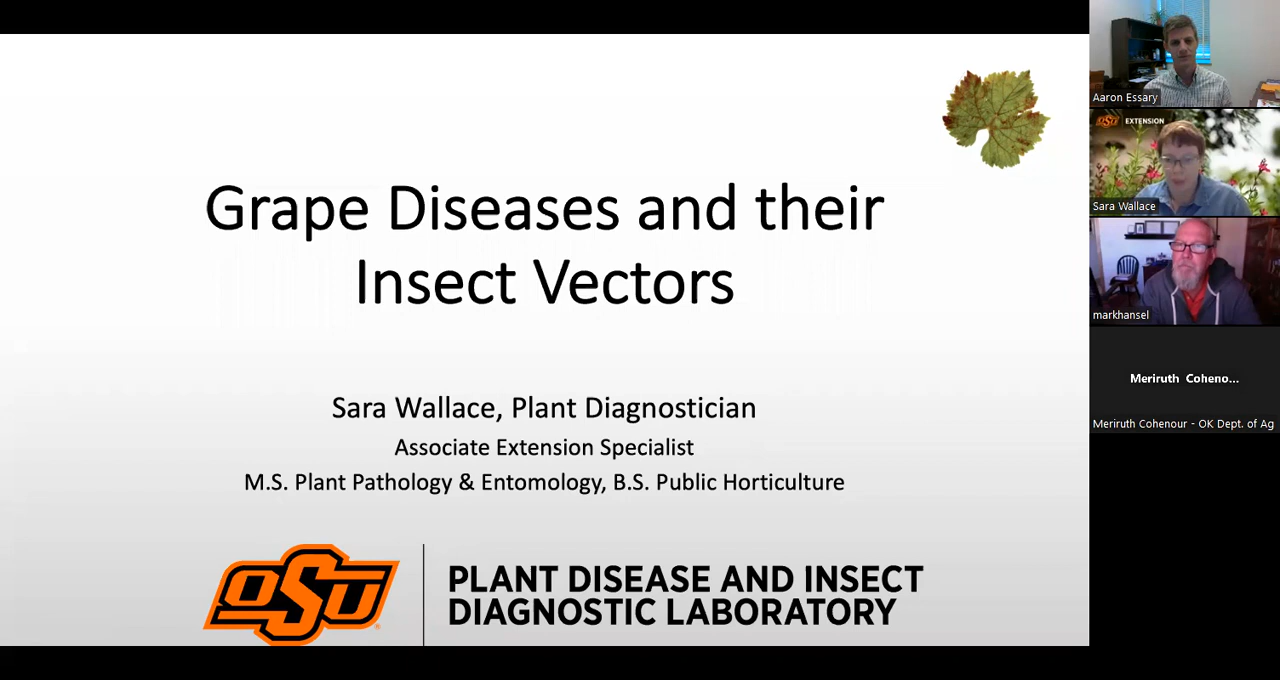 Grape Diseases and their
Insect Vectors
Sara Wallace, Plant Diagnostician
Associate Extension Specialist
M.S. Plant Pathology & Entomology, B.S. Public Horticulture
OSU
PLANT DISEASE AND INSECT
DIAGNOSTIC LABORATORY
Aaron Essary
OSU EXTENSION
Sara Wallace
markhansel
Meriruth Coheno...
Meriruth Cohenour - OK Dept. of Ag